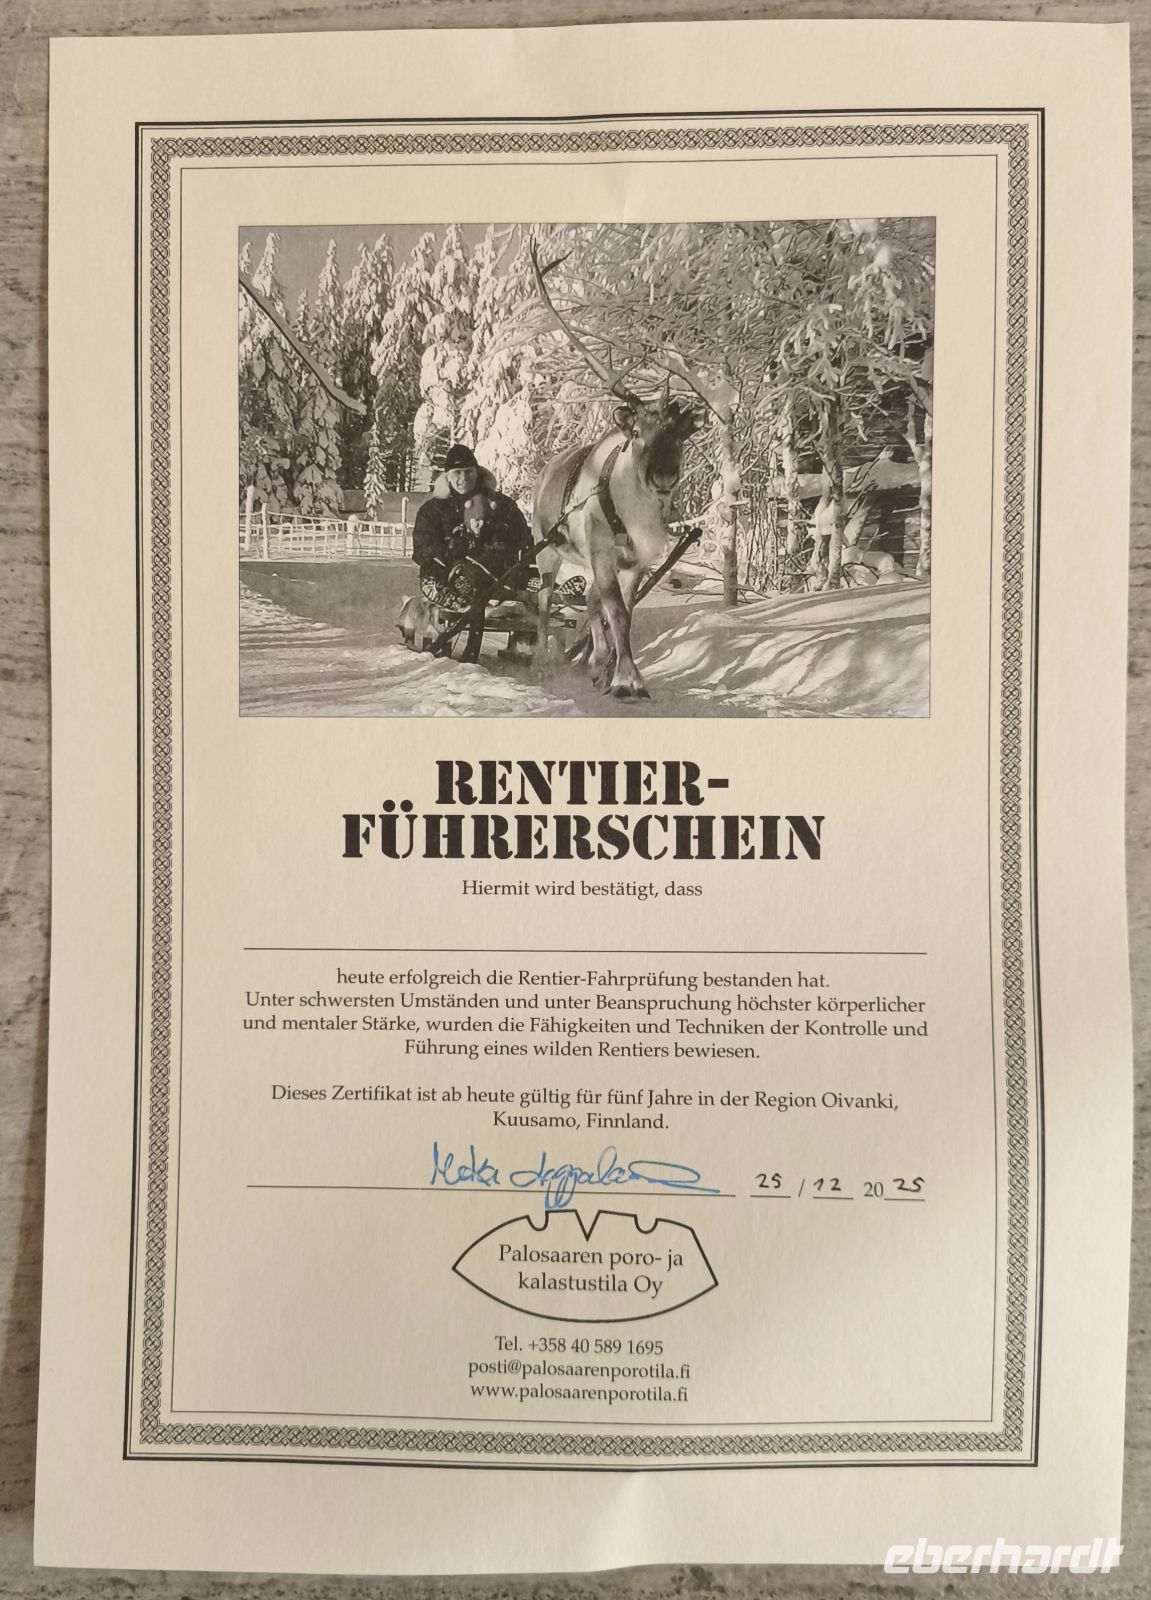 RENTIER-
FÜHRERSCHEIN
Hiermit wird bestätigt, dass
heute erfolgreich die Rentier-Fahrprüfung bestanden hat.
Unter schwersten Umständen und unter Beanspruchung höchster körperlicher
und mentaler Stärke, wurden die Fähigkeiten und Techniken der Kontrolle und
Führung eines wilden Rentiers bewiesen.
Dieses Zertifikat ist ab heute gültig für fünf Jahre in der Region Oivanki,
Kuusamo, Finnland.
25 / 12 2025
Palosaaren poro- ja
kalastustila Oy
Tel. +358 40 589 1695
posti@palosaarenporotila.fi
www.palosaarenporotila.fi
eberhardt